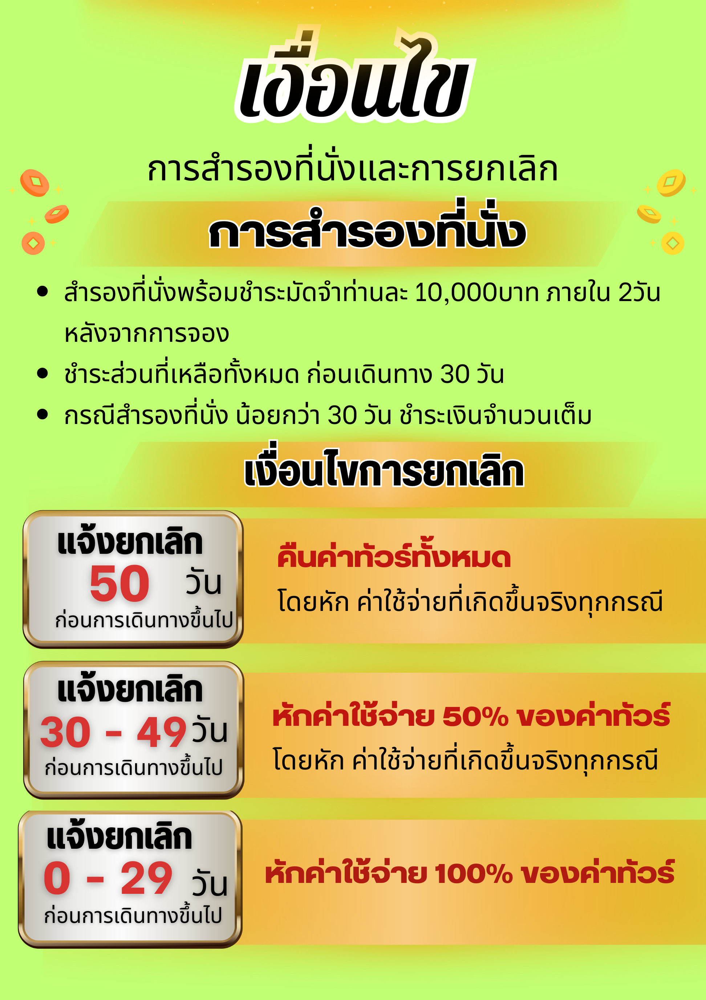 เงื่อนไข
การสำรองที่นั่งและการยกเลิก
การสำรองที่นั่ง
สำรองที่นั่งพร้อมชำระมัดจำท่านละ 10,000บาท ภายใน 2วัน
หลังจากการจอง
ชำระส่วนที่เหลือทั้งหมด ก่อนเดินทาง 30 วัน
กรณีสำรองที่นั่ง น้อยกว่า 30 วัน ชำระเงินจำนวนเต็ม
เงื่อนไขการยกเลิก
แจ้งยกเลิก
50 วัน
ก่อนการเดินทางขึ้นไป
คืนค่าทัวร์ทั้งหมด
โดยหัก ค่าใช้จ่ายที่เกิดขึ้นจริงทุกกรณี
แจ้งยกเลิก
30 - 49 วัน
ก่อนการเดินทางขึ้นไป
หักค่าใช้จ่าย 50% ของค่าทัวร์
โดยหัก ค่าใช้จ่ายที่เกิดขึ้นจริงทุกกรณี
แจ้งยกเลิก
0 - 29 วัน
ก่อนการเดินทางขึ้นไป
หักค่าใช้จ่าย 100% ของค่าทัวร์